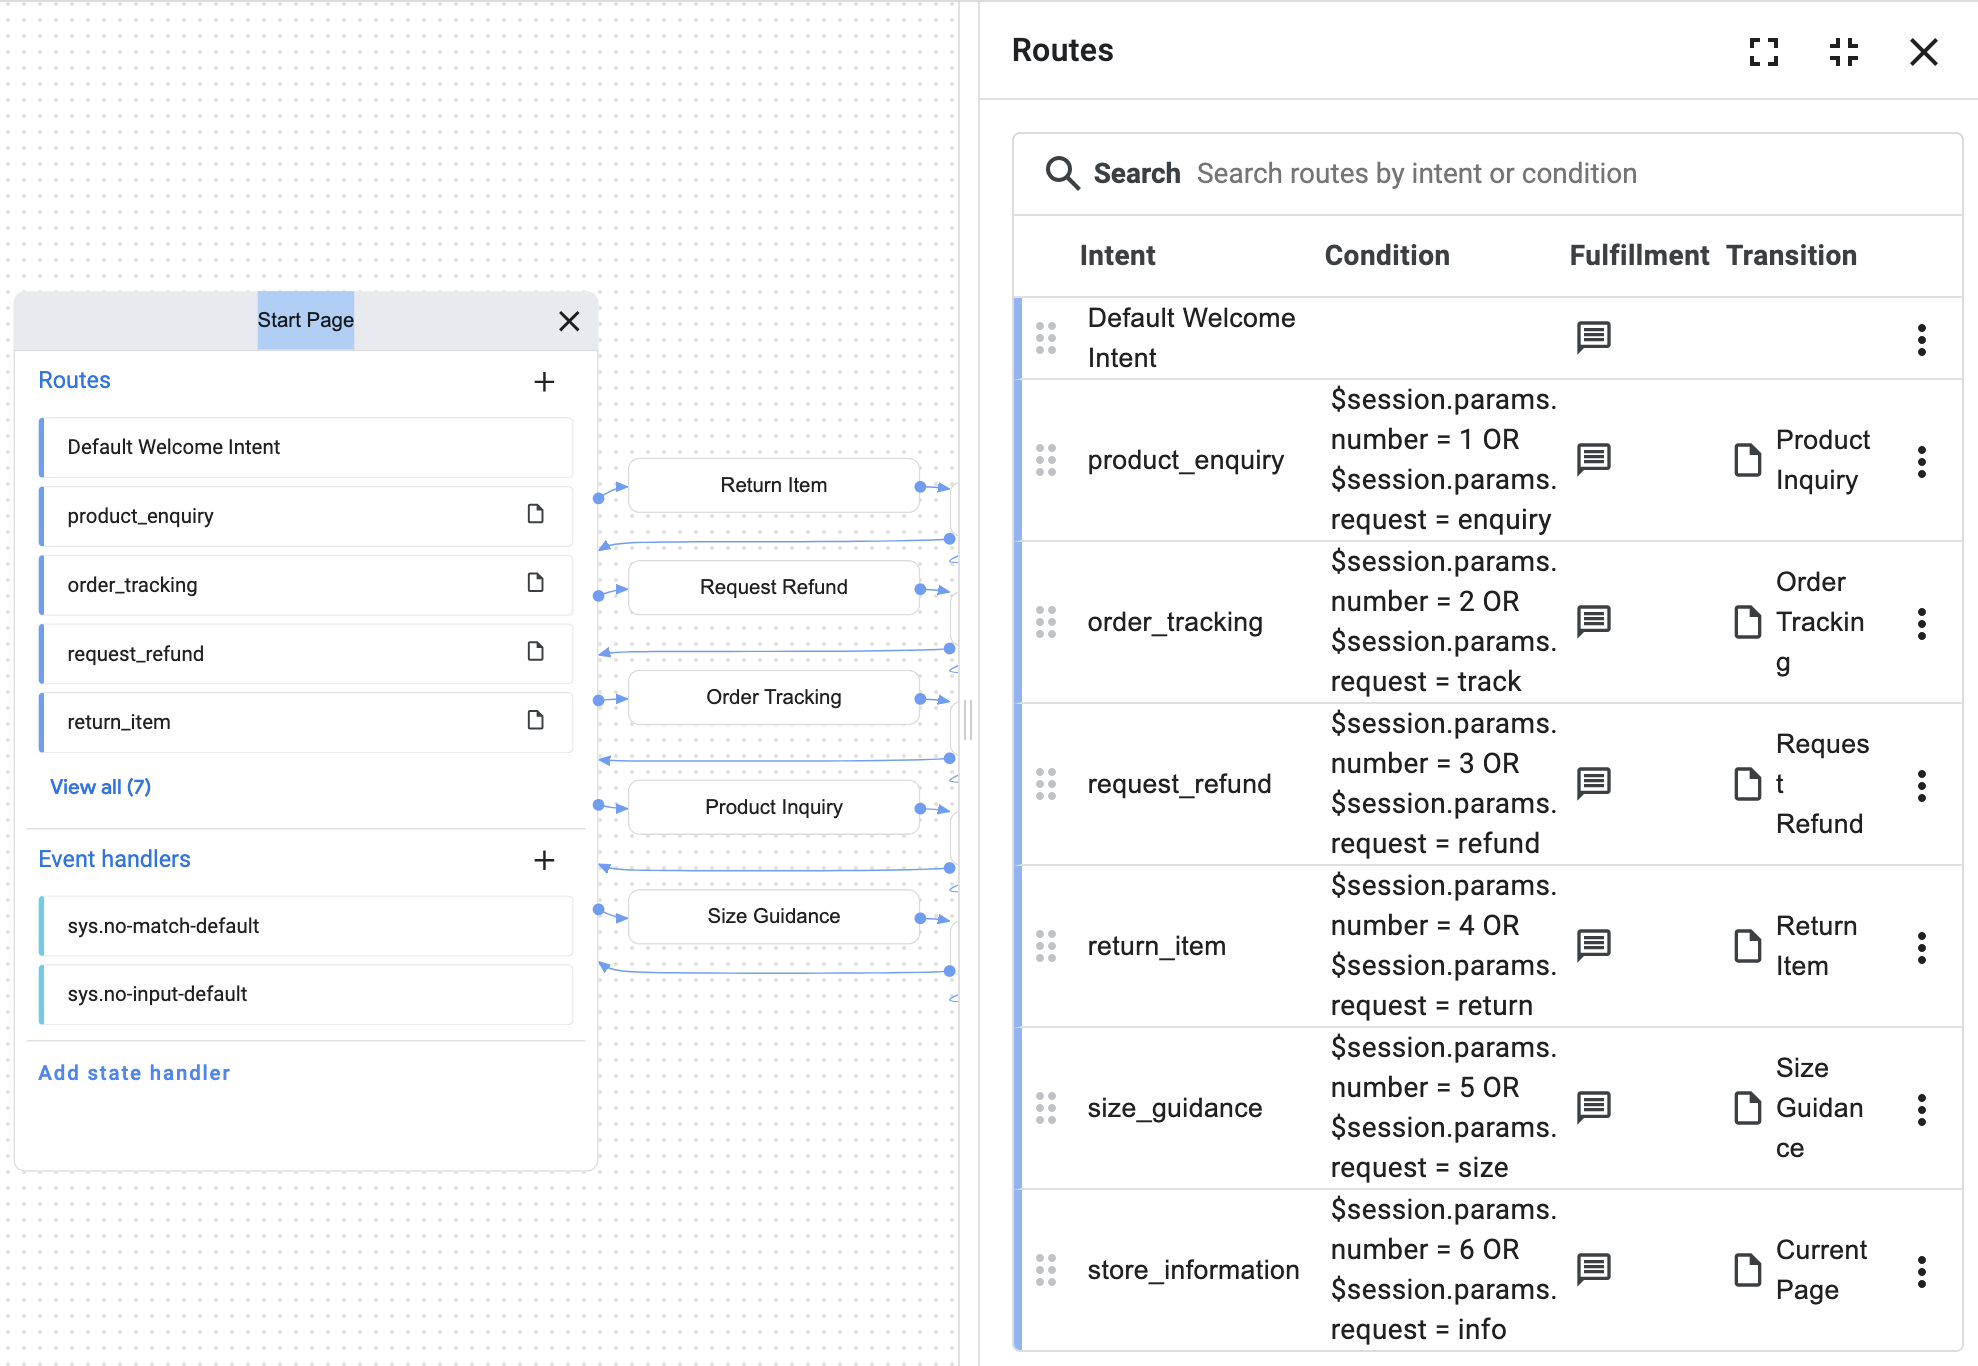 Start Page
Routes
Default Welcome Intent
product_enquiry
order_tracking
request_refund
return_item
View all (7)
Event handlers
sys.no-match-default
sys.no-input-default
Add state handler
Return Item
Request Refund
Order Tracking
Product Inquiry
Size Guidance
Routes
Search Search routes by intent or condition
Intent Condition Fulfillment Transition
Default Welcome
Intent
product_enquiry
$session.params.
number = 1 OR
$session.params.
request = enquiry
Product
Inquiry
order_tracking
$session.params.
number = 2 OR
$session.params.
request = track
Order
Trackin
g
request_refund
$session.params.
number = 3 OR
$session.params.
request = refund
Reques
t
Refund
return_item
$session.params.
number = 4 OR
$session.params.
request = return
Return
Item
size_guidance
$session.params.
number = 5 OR
$session.params.
request = size
Size
Guidan
ce
store_information
$session.params.
number = 6 OR
$session.params.
request = info
Current
Page